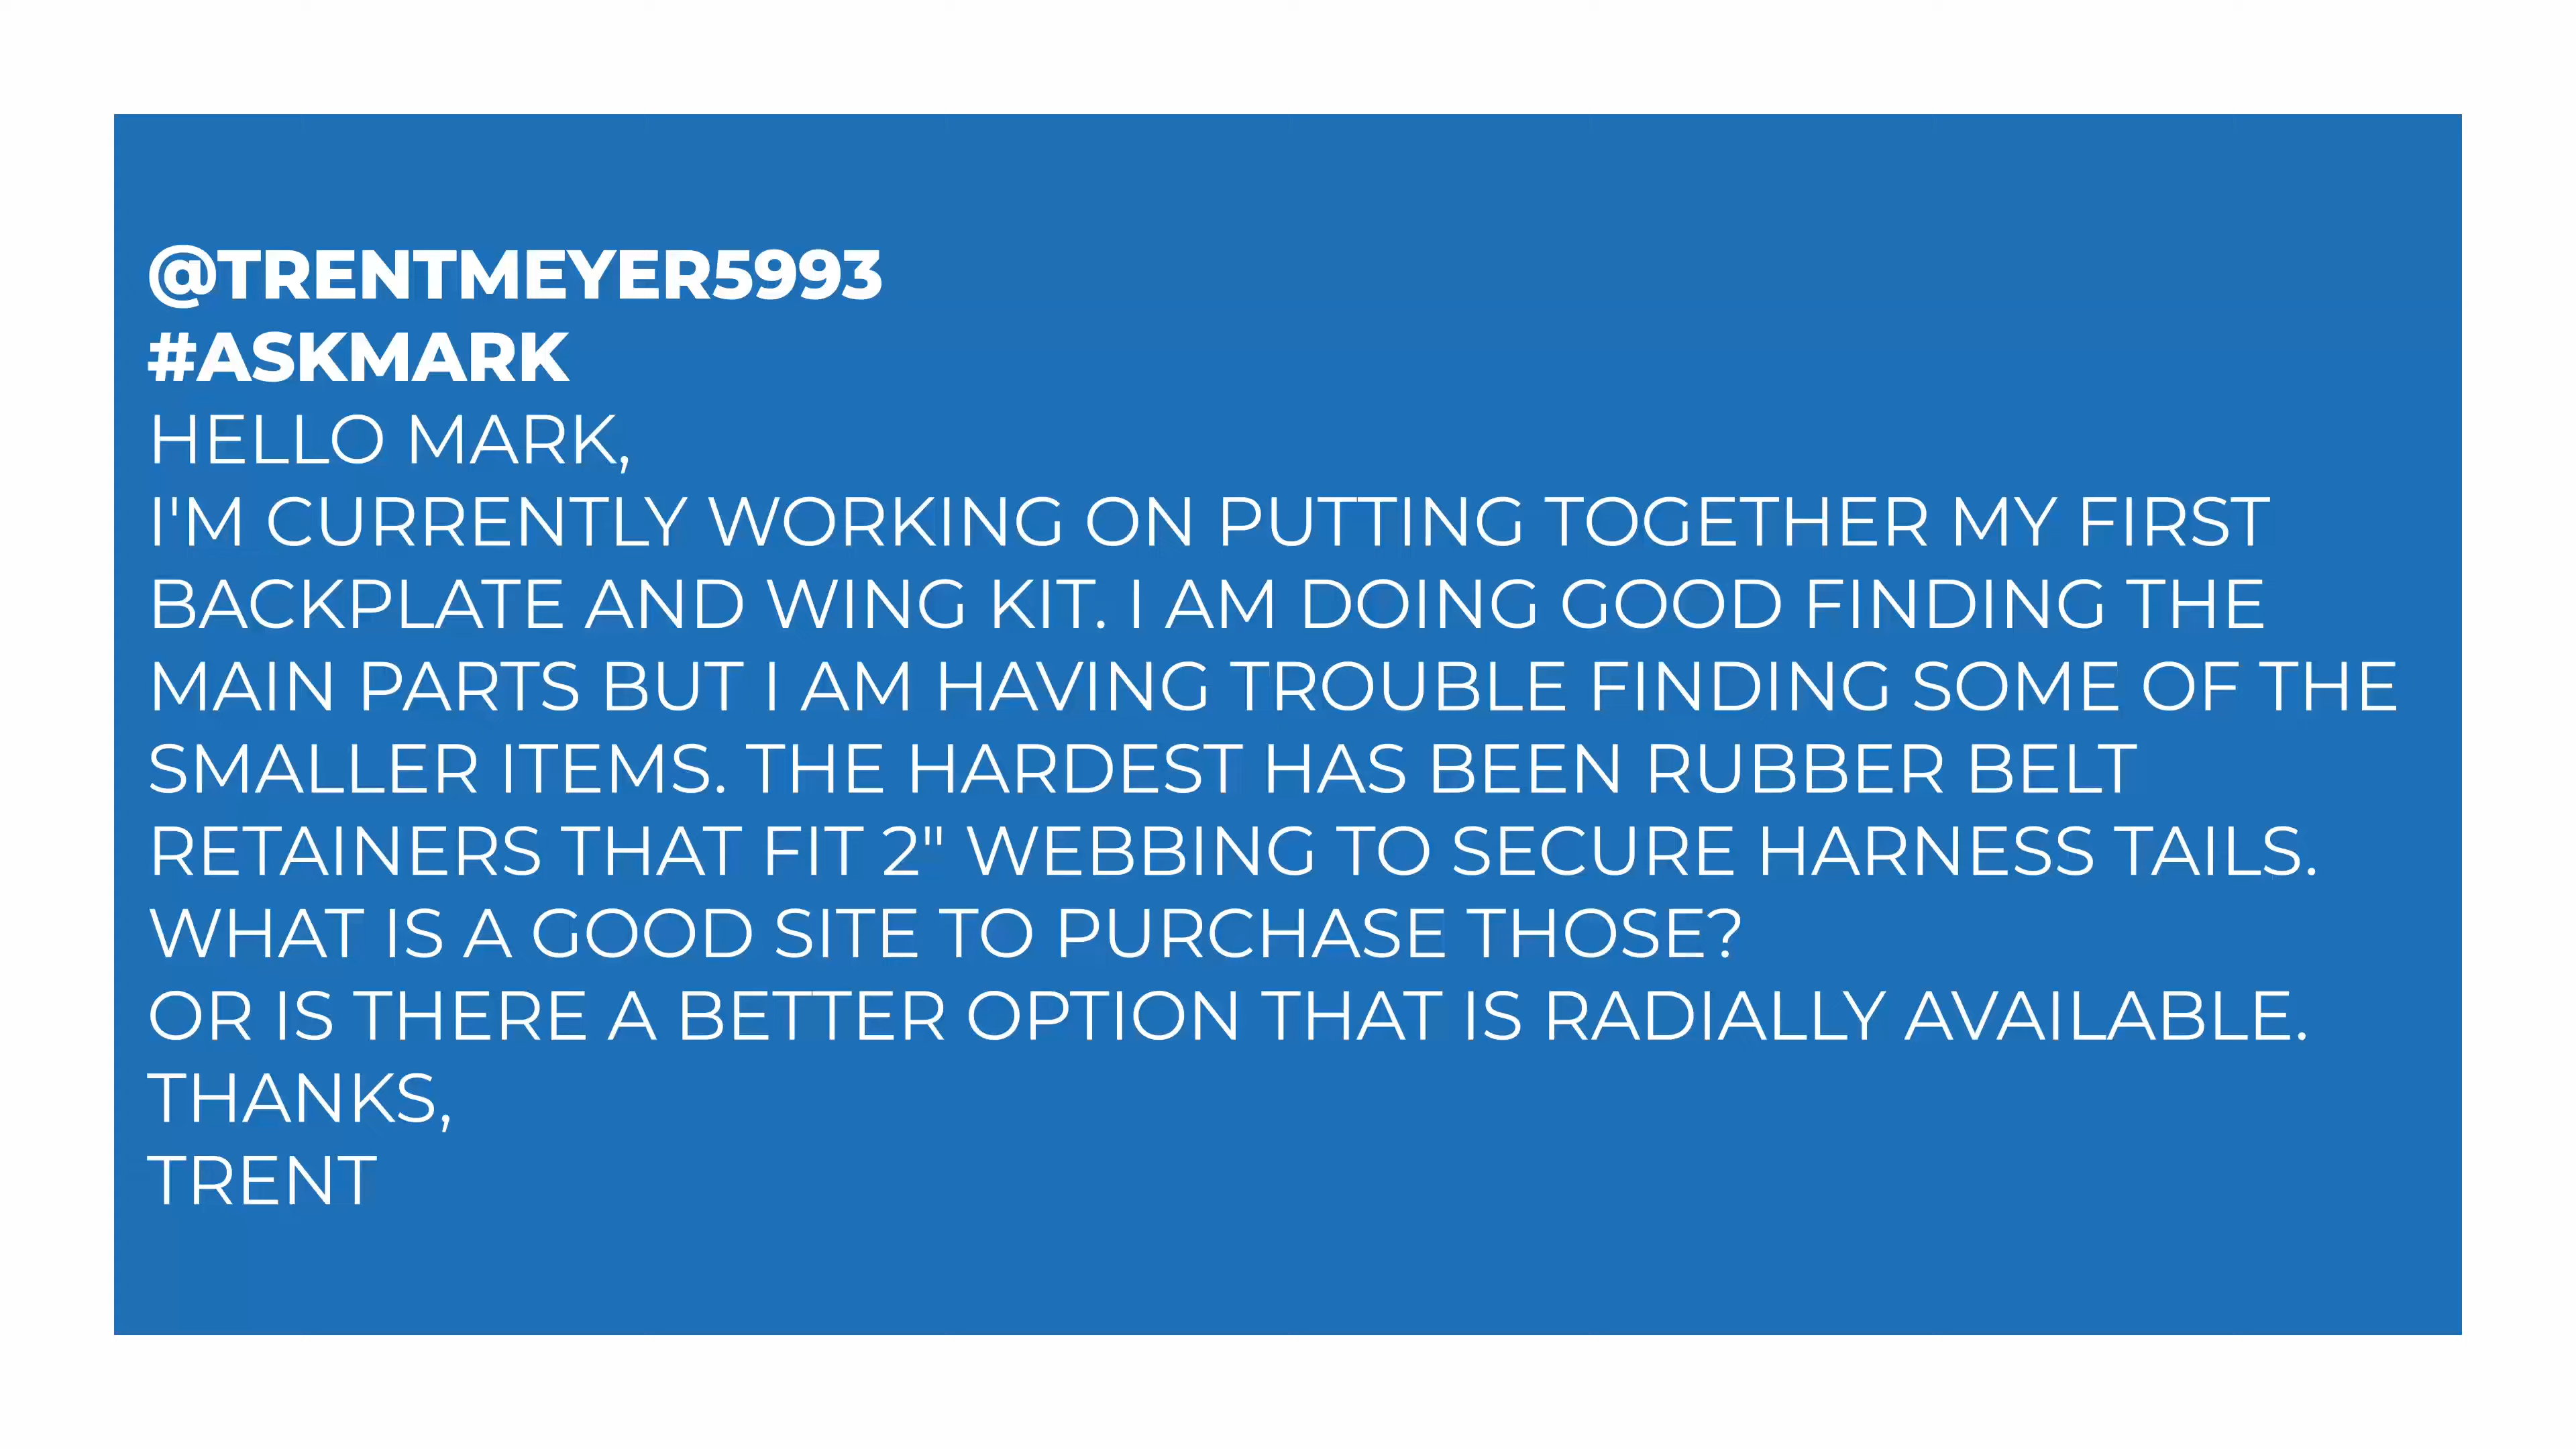 @TRENTMEYER5993
#ASKMARK
HELLO MARK,
I'M CURRENTLY WORKING ON PUTTING TOGETHER MY FIRST
BACKPLATE AND WING KIT. I AM DOING GOOD FINDING THE
MAIN PARTS BUT I AM HAVING TROUBLE FINDING SOME OF THE
SMALLER ITEMS. THE HARDEST HAS BEEN RUBBER BELT
RETAINERS THAT FIT 2" WEBBING TO SECURE HARNESS TAILS.
WHAT IS A GOOD SITE TO PURCHASE THOSE?
OR IS THERE A BETTER OPTION THAT IS RADIALLY AVAILABLE.
THANKS,
TRENT